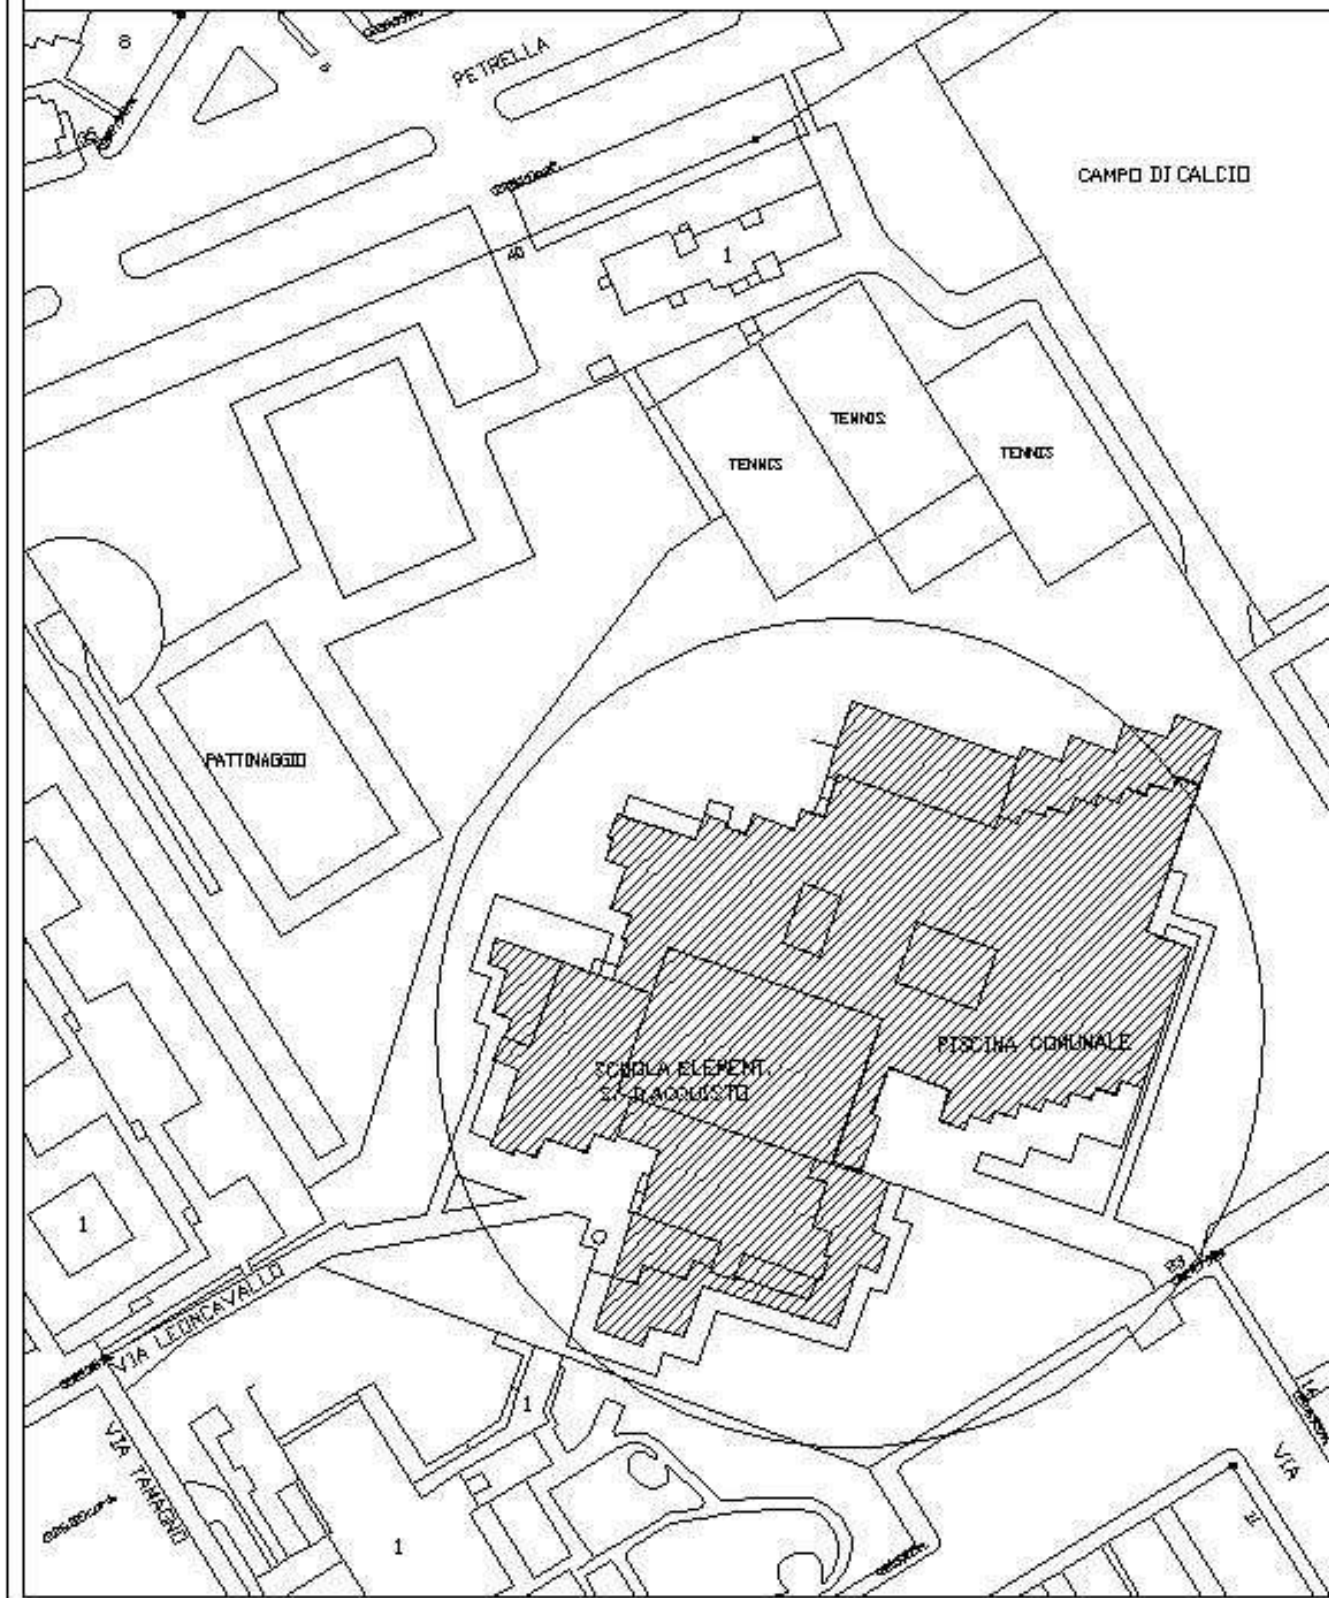 8
PETRELLA
CAMPO DI CALCIO
40
1
TENNIS
TENNIS
TENNIS
PATTINAGGIO
PISCINA COMUNALE
SCUOLA ELEMENT.
S. D'ACQUISTO
1
VIA LEONCAVALLO
1
VIA TAMAGNO
VIA
1